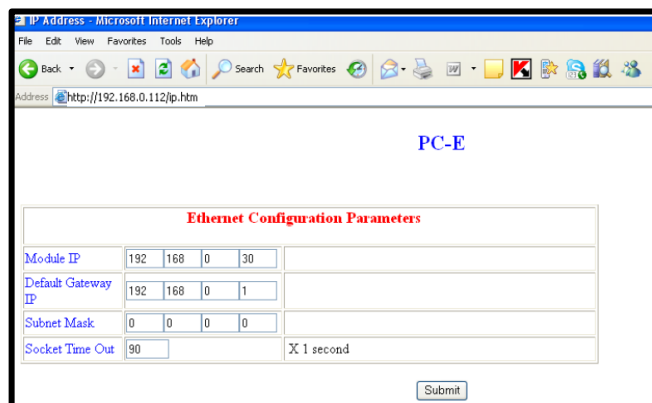 IP Address - Microsoft Internet Explorer
File Edit View Favorites Tools Help
Back Search Favorites
Address http://192.168.0.112/ip.htm
PC-E
Ethernet Configuration Parameters
Module IP 192 168 0 30
Default Gateway IP 192 168 0 1
Subnet Mask 0 0 0 0
Socket Time Out 90 X 1 second
Submit